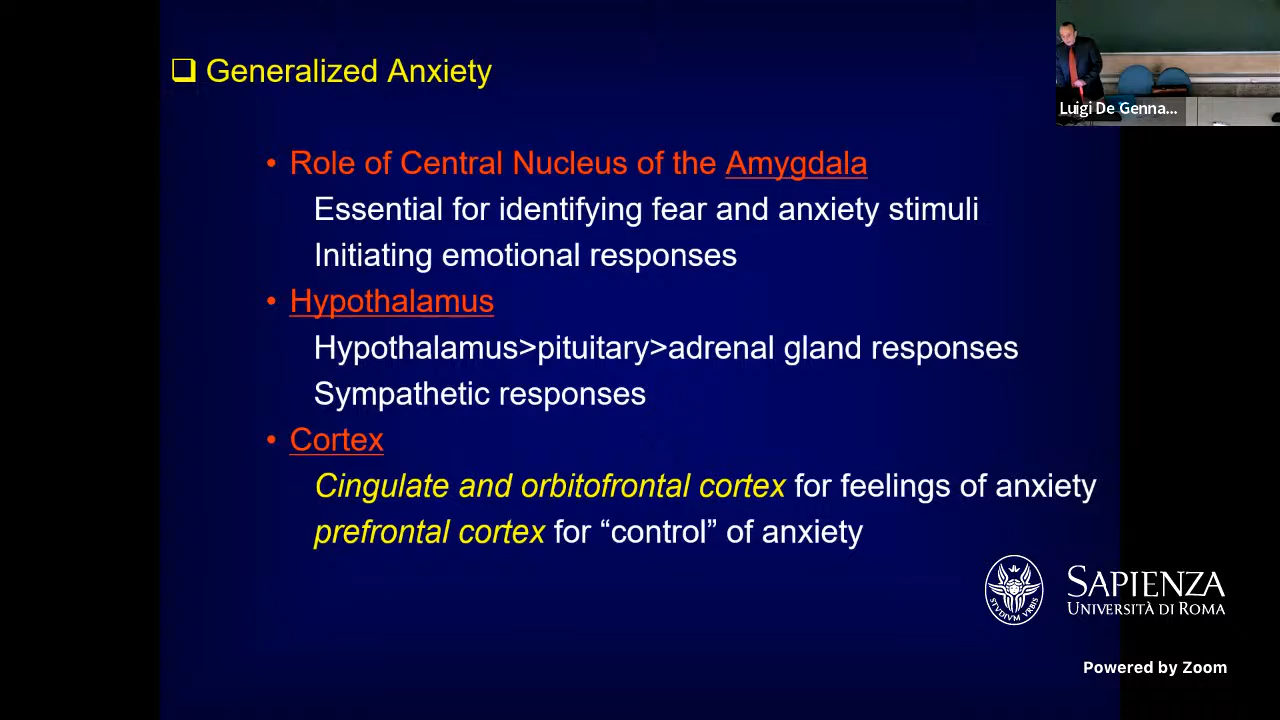 ❑ Generalized Anxiety
Luigi De Genna...
• Role of Central Nucleus of the Amygdala
Essential for identifying fear and anxiety stimuli
Initiating emotional responses
• Hypothalamus
Hypothalamus>pituitary>adrenal gland responses
Sympathetic responses
• Cortex
Cingulate and orbitofrontal cortex for feelings of anxiety
prefrontal cortex for “control” of anxiety
STVDIVM VRBIS
SAPIENZA
UNIVERSITÀ DI ROMA
Powered by Zoom